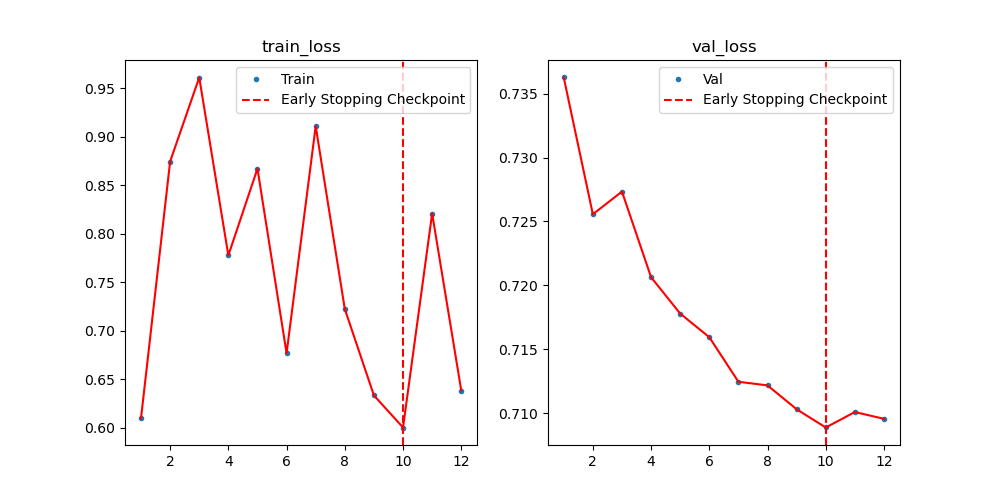 train_loss
Train
Early Stopping Checkpoint
0.95
0.90
0.85
0.80
0.75
0.70
0.65
0.60
2 4 6 8 10 12
val_loss
Val
Early Stopping Checkpoint
0.735
0.730
0.725
0.720
0.715
0.710
2 4 6 8 10 12